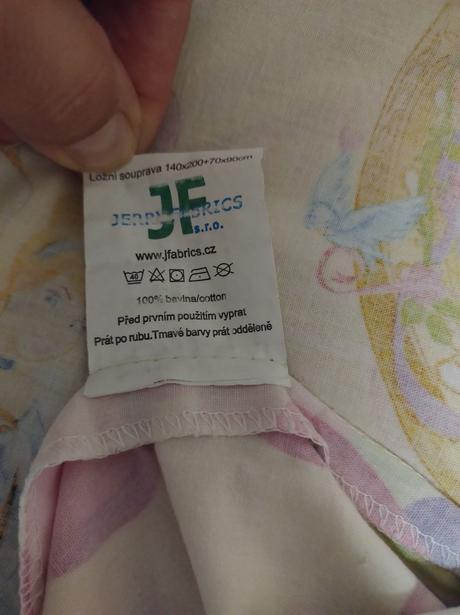 Ložní souprava 140x200+70x90cm
JF
JERRY FABRICS
s.r.o.
www.jfabrics.cz
40
100% bavlna/cotton
Před prvním použitím vyprat
Prát po rubu.Tmavé barvy prát odděleně